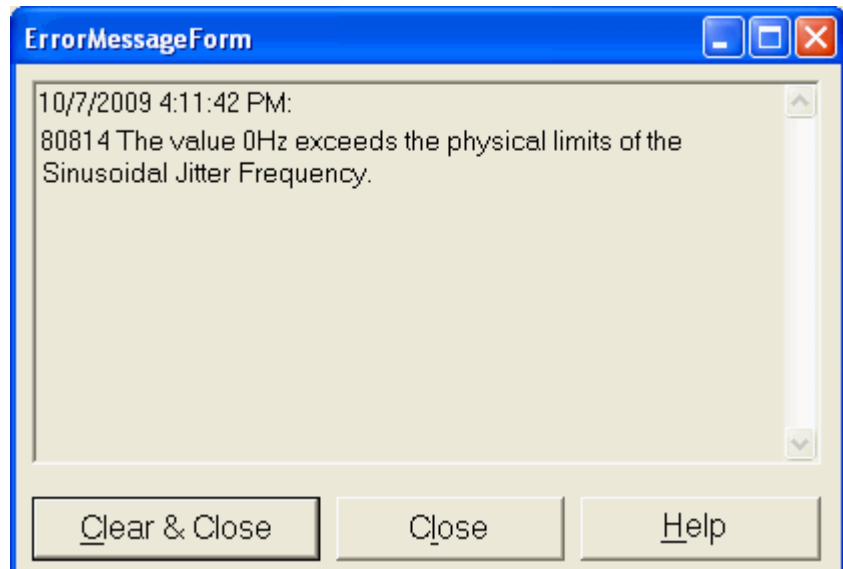 ErrorMessageForm
10/7/2009 4:11:42 PM:
80814 The value 0Hz exceeds the physical limits of the
Sinusoidal Jitter Frequency.
Clear & Close Close Help